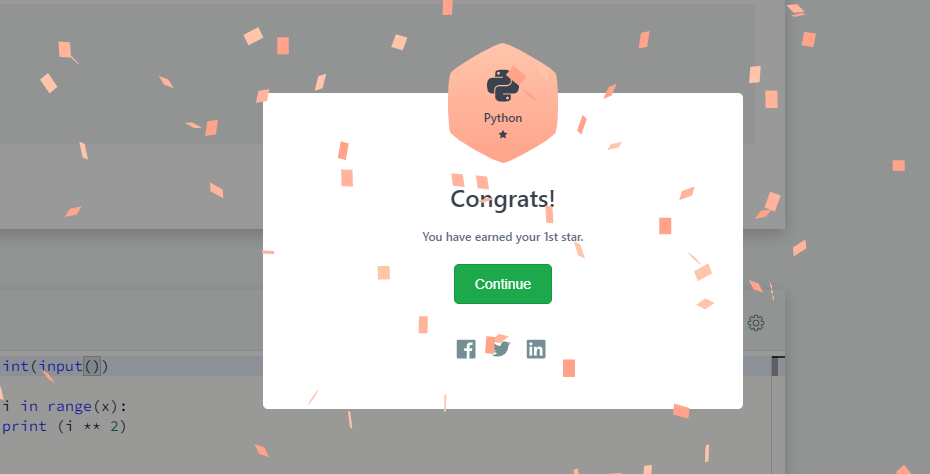 Python
Congrats!
You have earned your 1st star.
Continue
int(input())
i in range(x):
print (i ** 2)